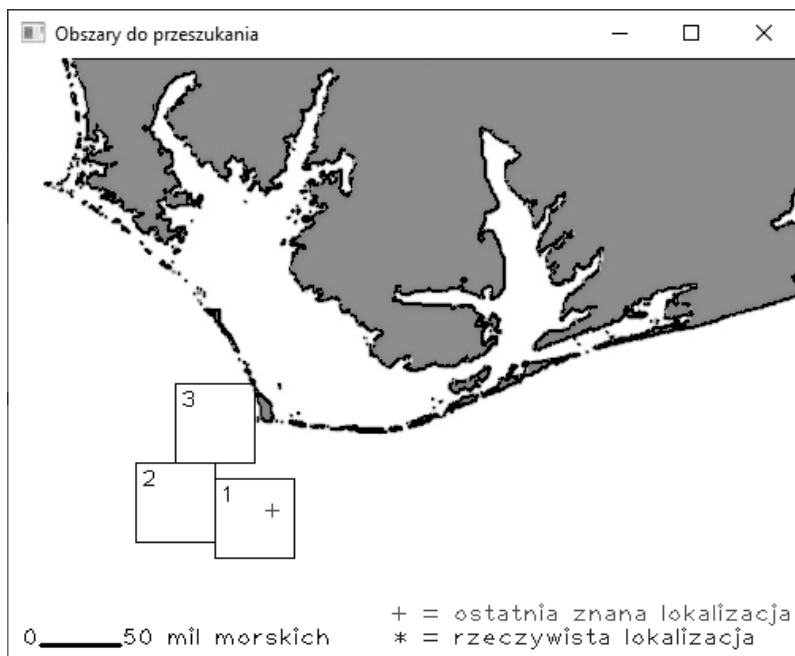 Obszary do przeszukania
3
2
1
+ = ostatnia znana lokalizacja
0 50 mil morskich
* = rzeczywista lokalizacja